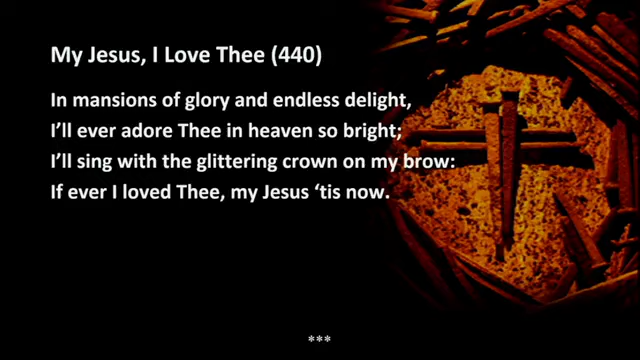 My Jesus, I Love Thee (440)
In mansions of glory and endless delight,
I’ll ever adore Thee in heaven so bright;
I’ll sing with the glittering crown on my brow:
If ever I loved Thee, my Jesus ‘tis now.
***